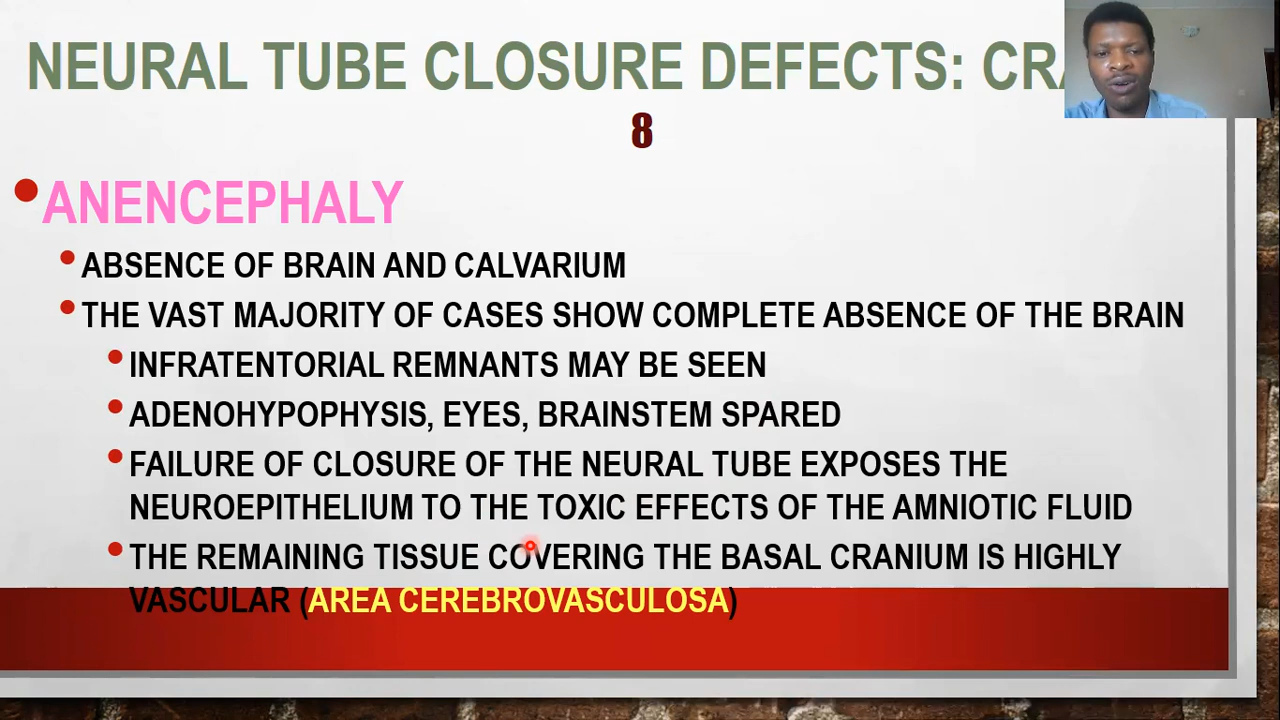 NEURAL TUBE CLOSURE DEFECTS:
8
•ANENCEPHALY
•ABSENCE OF BRAIN AND CALVARIUM
•THE VAST MAJORITY OF CASES SHOW COMPLETE ABSENCE OF THE BRAIN
•INFRATENTORIAL REMNANTS MAY BE SEEN
•ADENOHYPOPHYSIS, EYES, BRAINSTEM SPARED
•FAILURE OF CLOSURE OF THE NEURAL TUBE EXPOSES THE
NEUROEPITHELIUM TO THE TOXIC EFFECTS OF THE AMNIOTIC FLUID
•THE REMAINING TISSUE COVERING THE BASAL CRANIUM IS HIGHLY
VASCULAR (AREA CEREBROVASCULOSA)